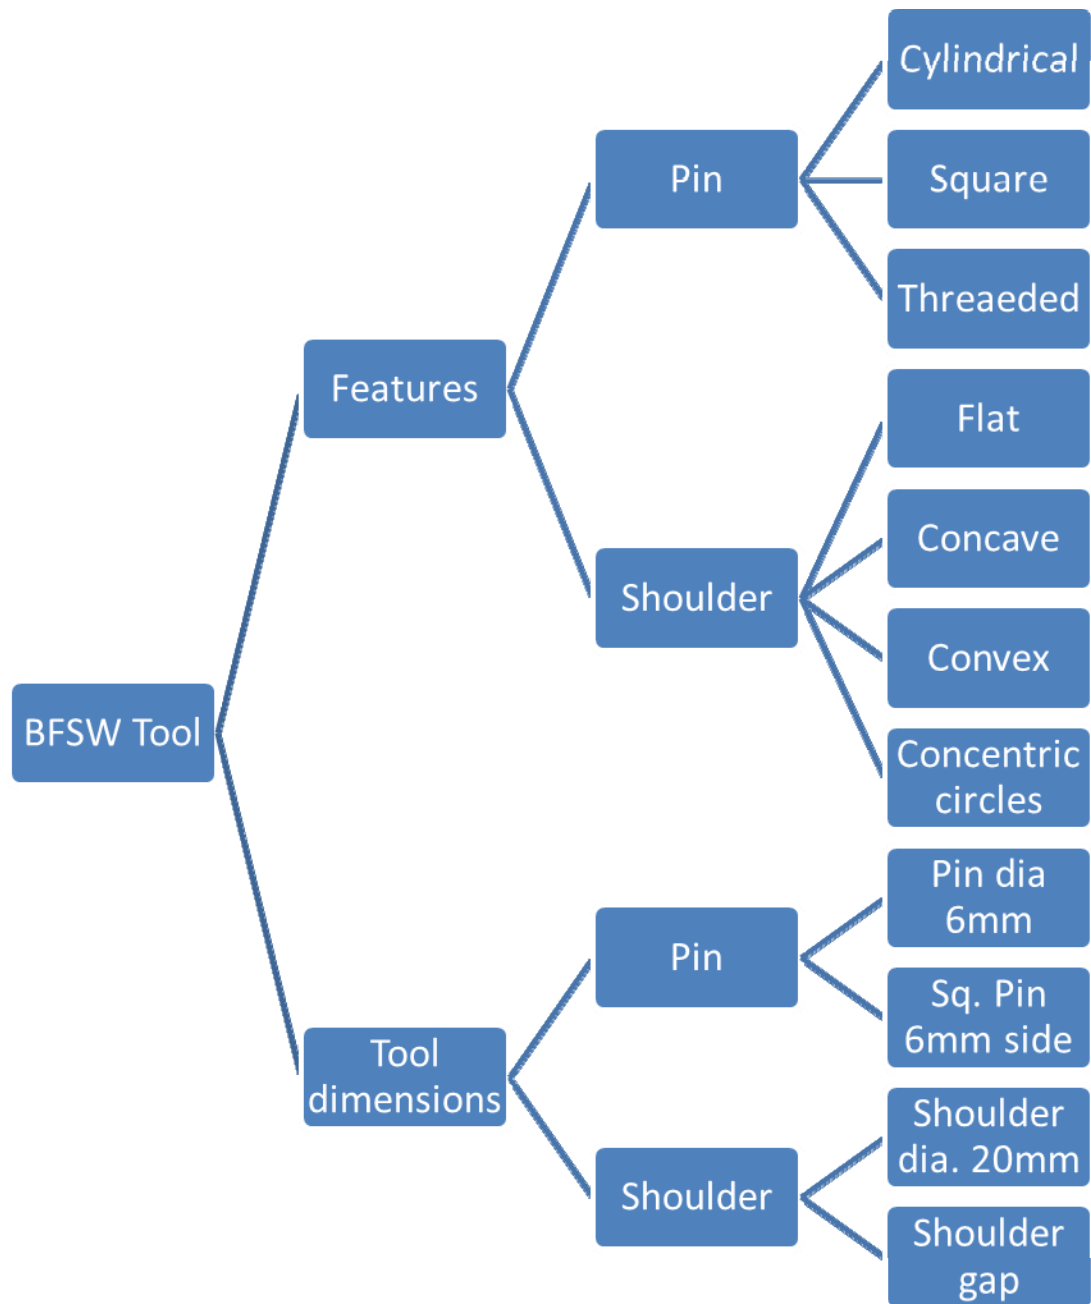 Cylindrical
Pin
Square
Threaeded
Features
Flat
Concave
Shoulder
Convex
BFSW Tool
Concentric
circles
Pin dia
6mm
Pin
Sq. Pin
6mm side
Tool
dimensions
Shoulder
dia. 20mm
Shoulder
Shoulder
gap